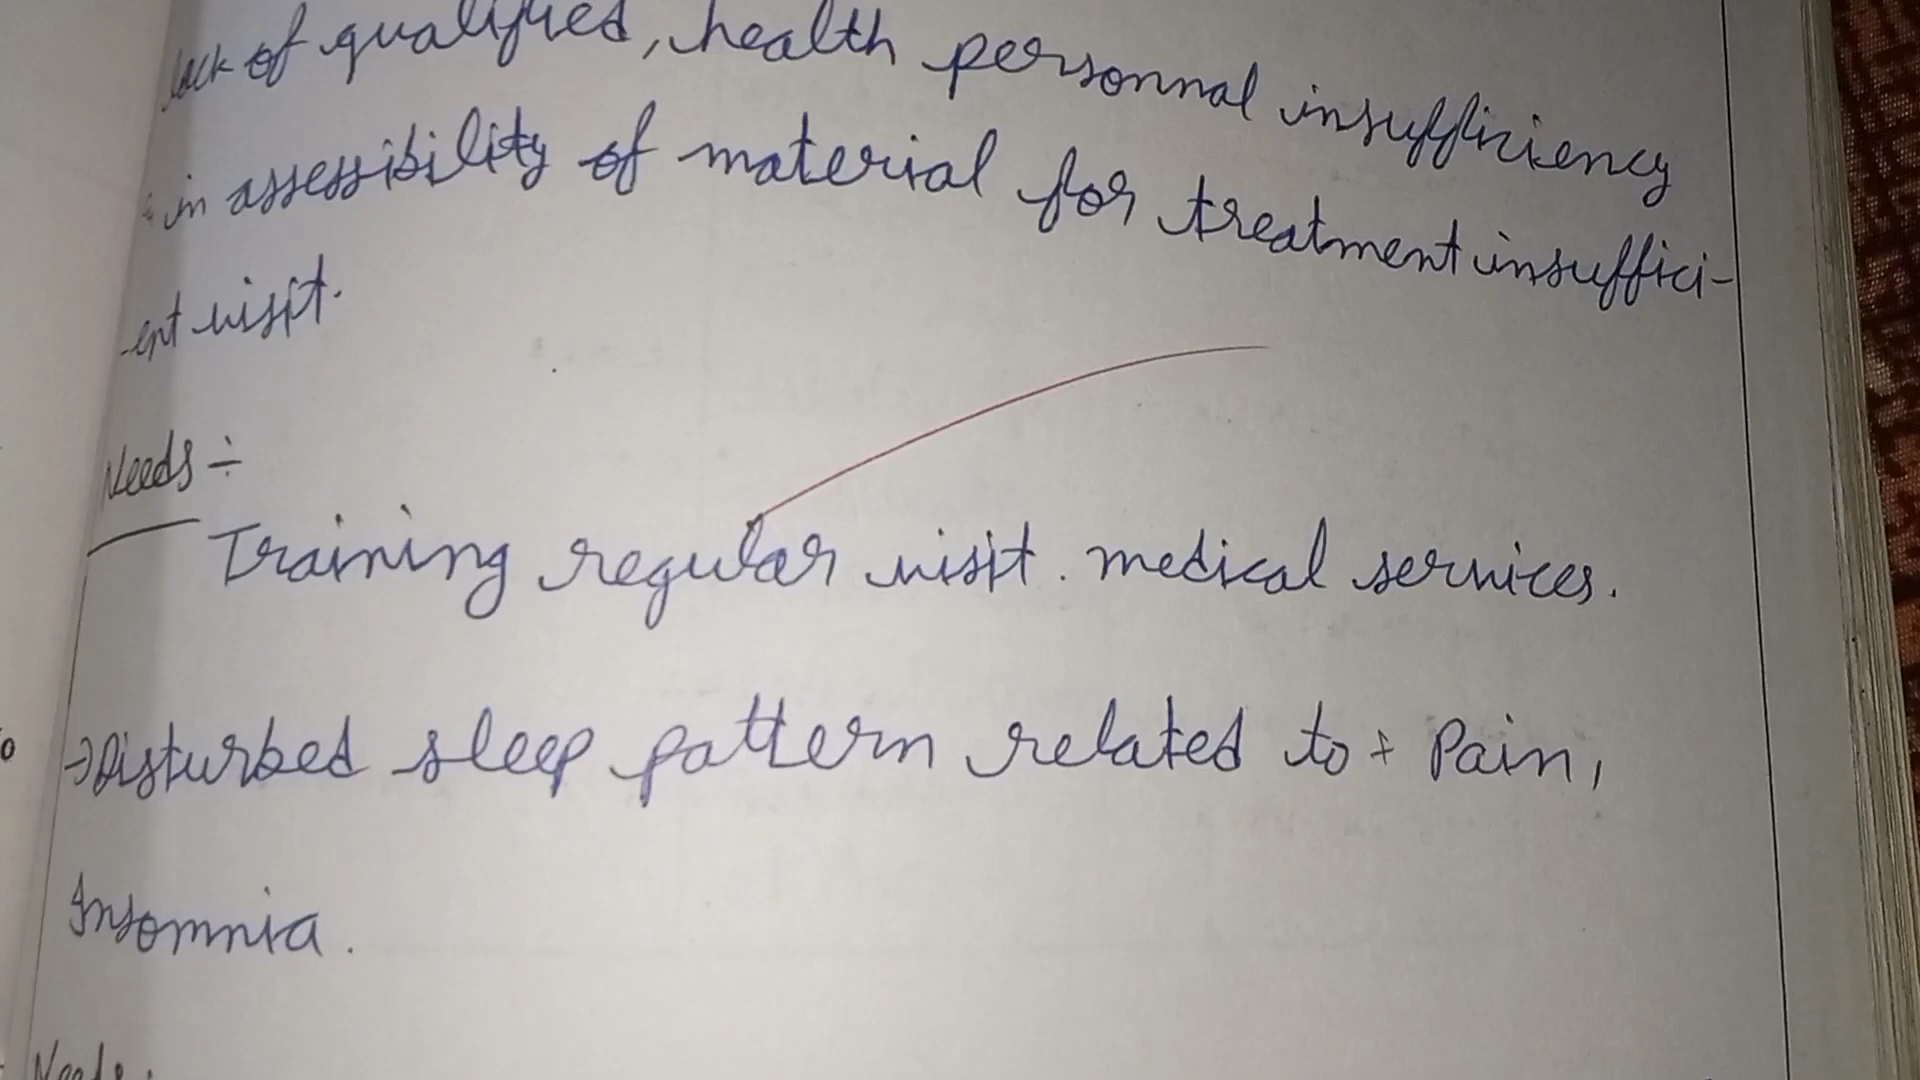 lack of qualified, health personnal insufficiency
in assessibility of material for treatment insuffici-
-ent visit.
Needs ÷
Training regular visit. medical services.
→ Disturbed sleep pattern related to ÷ Pain,
Insomnia.
Needs